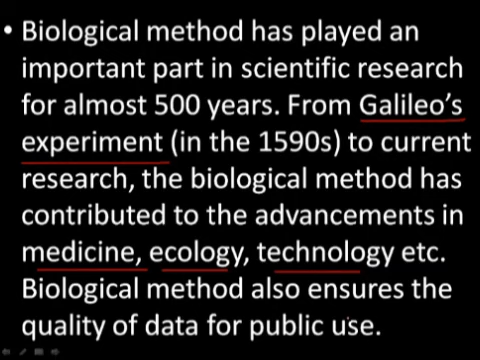 • Biological method has played an
important part in scientific research
for almost 500 years. From Galileo's
experiment (in the 1590s) to current
research, the biological method has
contributed to the advancements in
medicine, ecology, technology etc.
Biological method also ensures the
quality of data for public use.